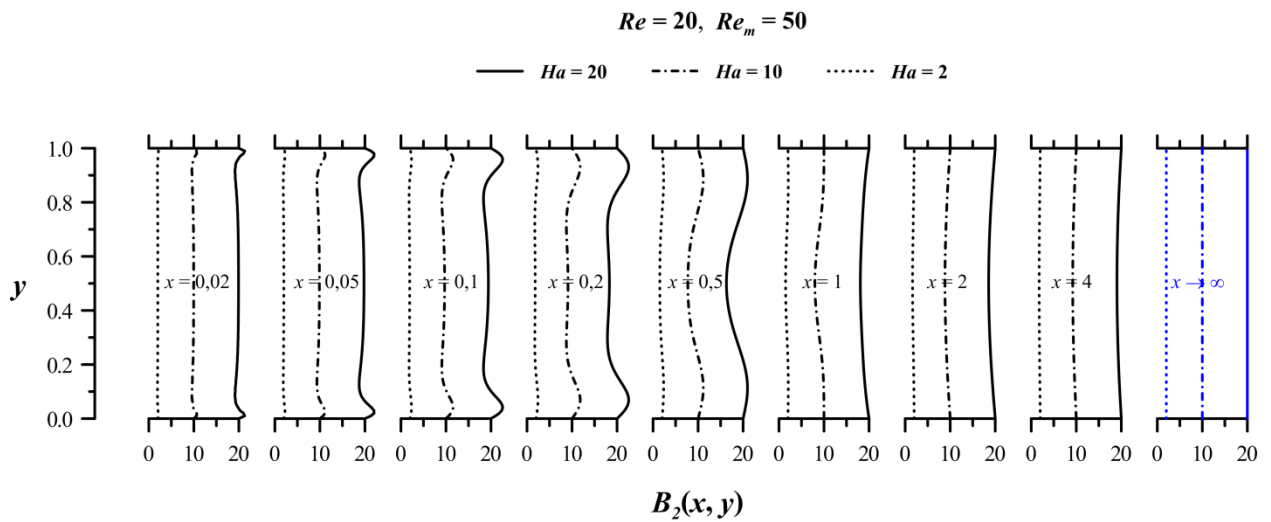 Re = 20, Re_m = 50
Ha = 20 Ha = 10 Ha = 2
1.0
0.8
0.6
0.4
0.2
0.0
y
x = 0,02 x = 0,05 x = 0,1 x = 0,2 x = 0,5 x = 1 x = 2 x = 4 x → ∞
0 10 20 0 10 20 0 10 20 0 10 20 0 10 20 0 10 20 0 10 20 0 10 20 0 10 20
B_2(x, y)